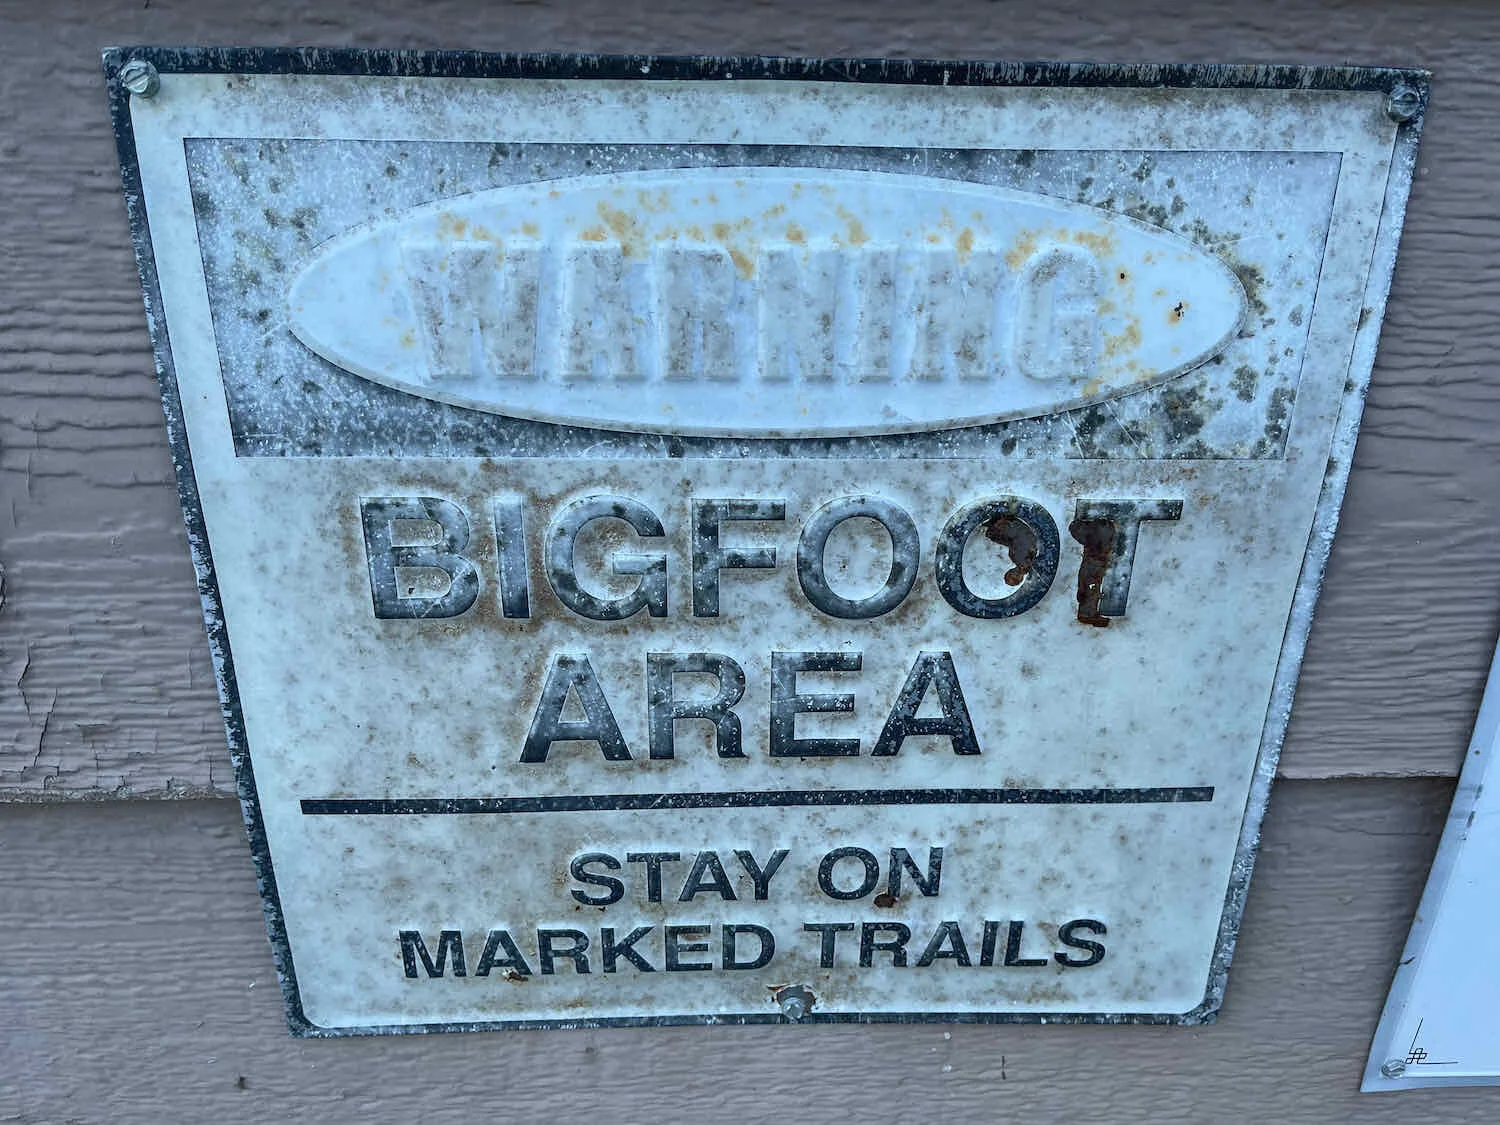 WARNING
BIGFOOT
AREA
STAY ON
MARKED TRAILS